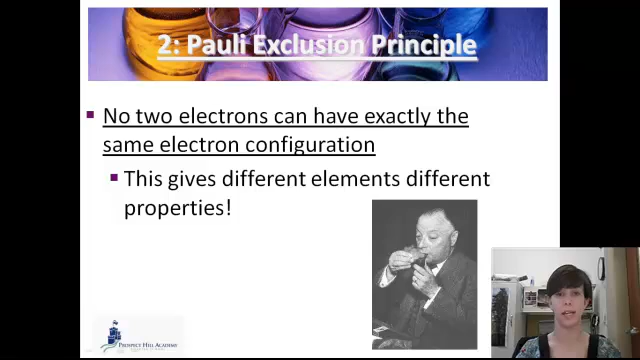 2: Pauli Exclusion Principle
No two electrons can have exactly the
same electron configuration
This gives different elements different
properties!
PROSPECT HILL ACADEMY